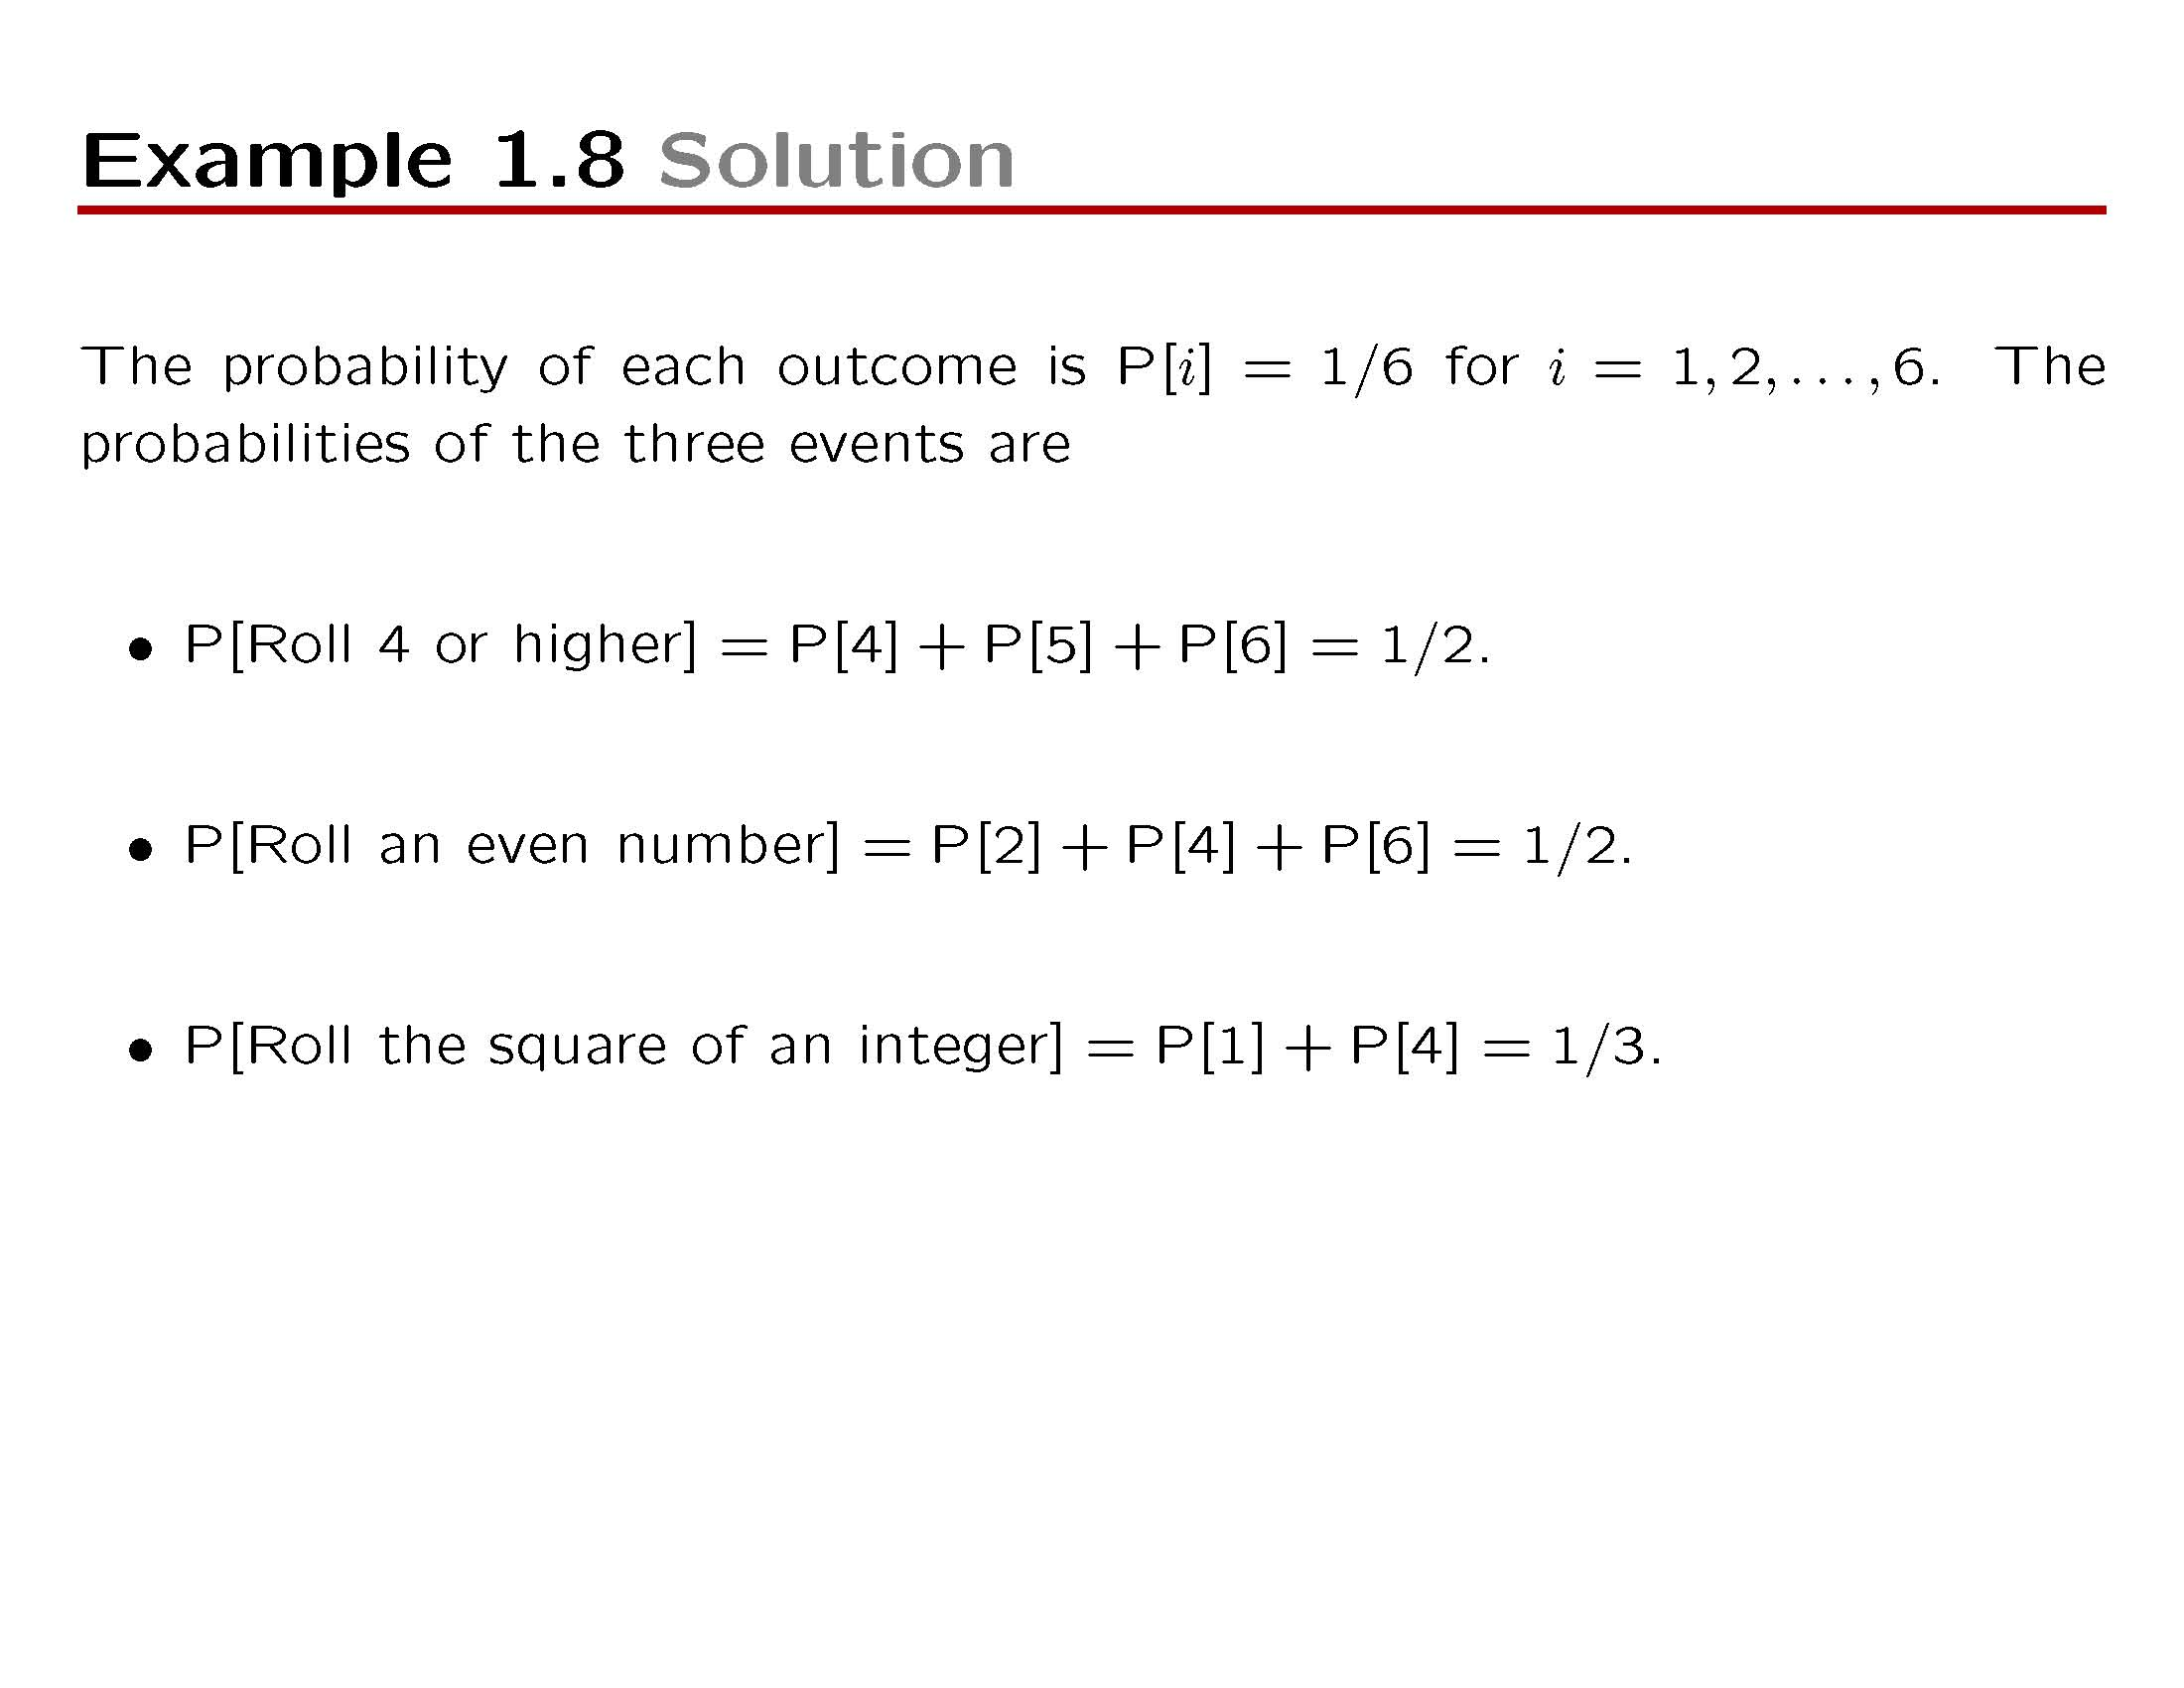 Example 1.8 Solution
The probability of each outcome is P[i] = 1/6 for i = 1, 2, . . . , 6. The
probabilities of the three events are
• P[Roll 4 or higher] = P[4] + P[5] + P[6] = 1/2.
• P[Roll an even number] = P[2] + P[4] + P[6] = 1/2.
• P[Roll the square of an integer] = P[1] + P[4] = 1/3.